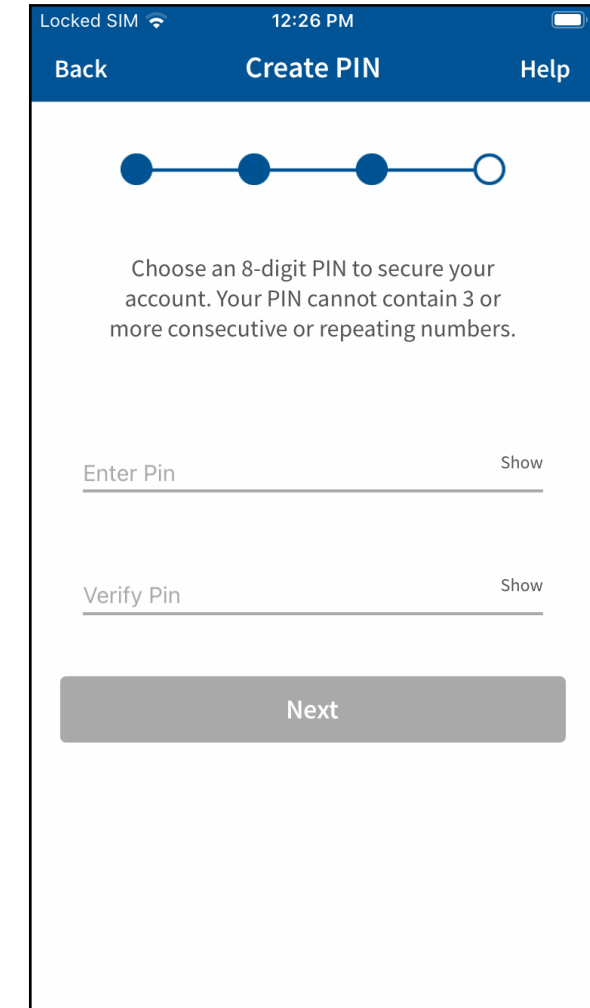 Locked SIM 12:26 PM
Back Create PIN Help
Choose an 8-digit PIN to secure your
account. Your PIN cannot contain 3 or
more consecutive or repeating numbers.
Enter Pin Show
Verify Pin Show
Next